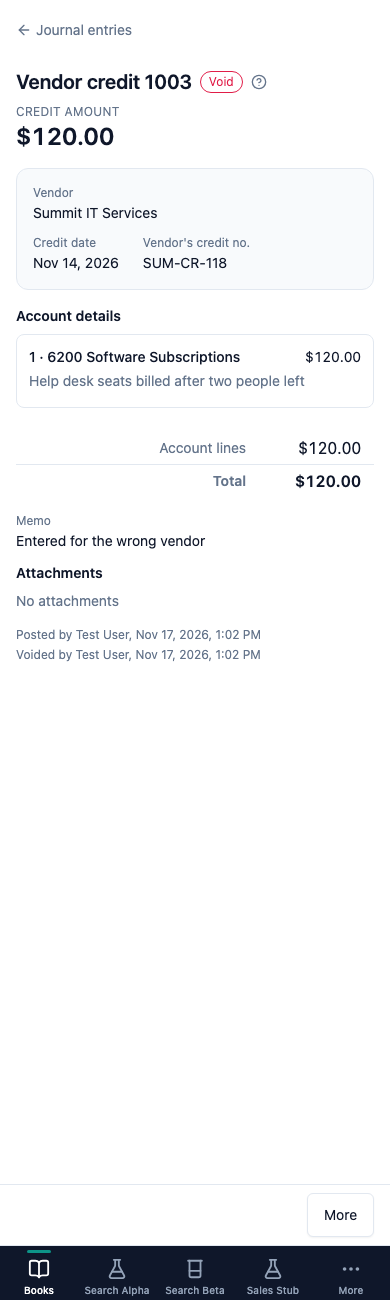 Journal entries
Vendor credit 1003 Void
CREDIT AMOUNT
$120.00
Vendor
Summit IT Services
Credit date Vendor's credit no.
Nov 14, 2026 SUM-CR-118
Account details
1 · 6200 Software Subscriptions $120.00
Help desk seats billed after two people left
Account lines $120.00
Total $120.00
Memo
Entered for the wrong vendor
Attachments
No attachments
Posted by Test User, Nov 17, 2026, 1:02 PM
Voided by Test User, Nov 17, 2026, 1:02 PM
More
Books Search Alpha Search Beta Sales Stub More